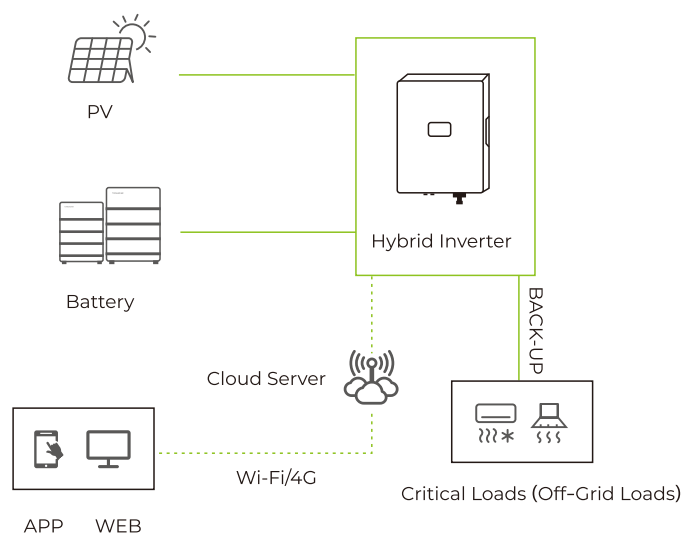 PV
Hybrid Inverter
Battery
BACK-UP
Cloud Server
Wi-Fi/4G
Critical Loads (Off-Grid Loads)
APP
WEB